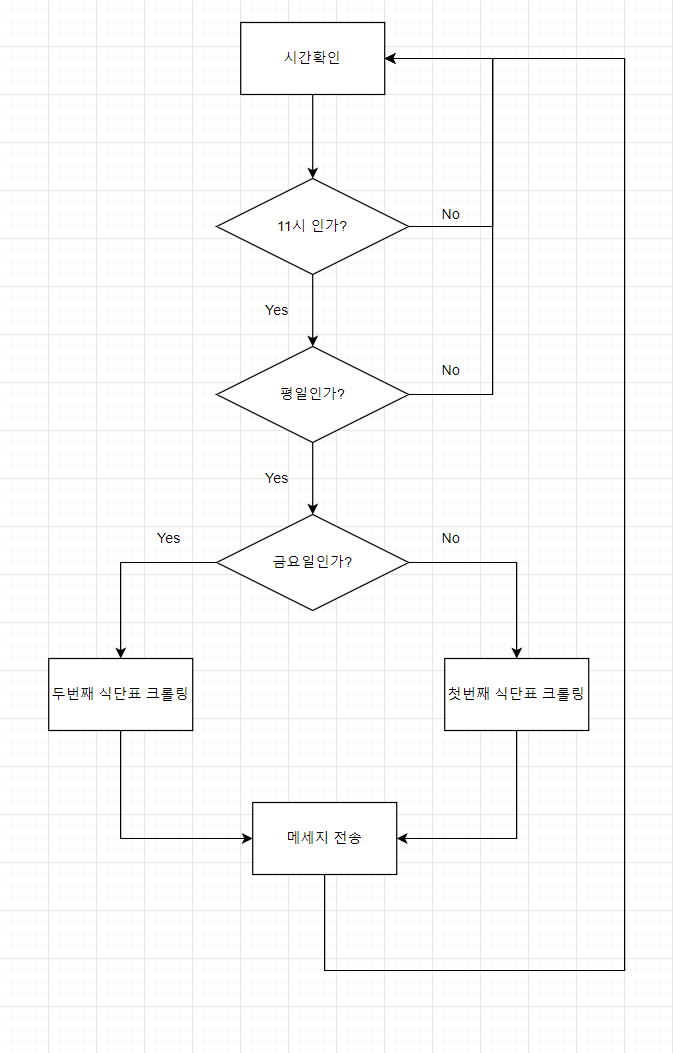 시간확인
11시 인가?
No
Yes
평일인가?
No
Yes
금요일인가?
Yes
No
두번째 식단표 크롤링
첫번째 식단표 크롤링
메세지 전송